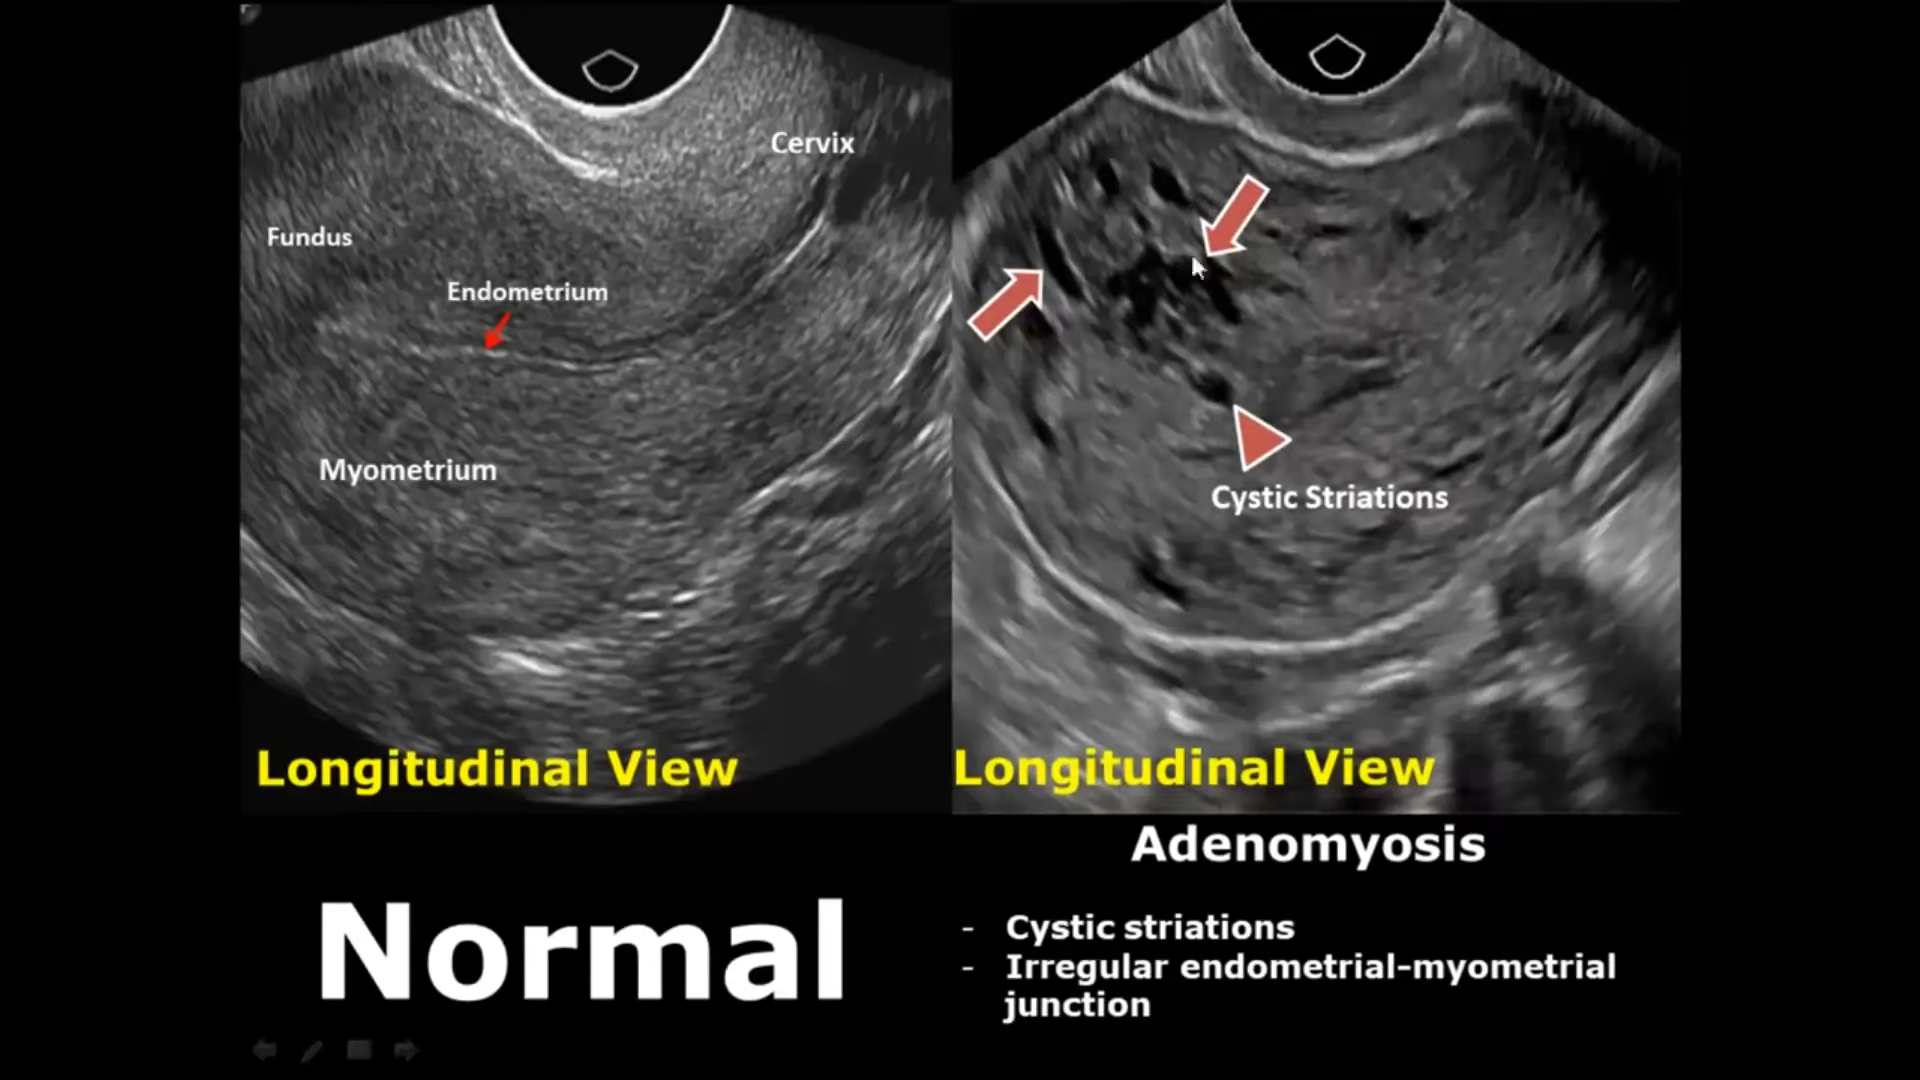 Cervix
Fundus
Endometrium
Myometrium
Longitudinal View
Normal
Cystic Striations
Longitudinal View
Adenomyosis
- Cystic striations
- Irregular endometrial-myometrial
junction